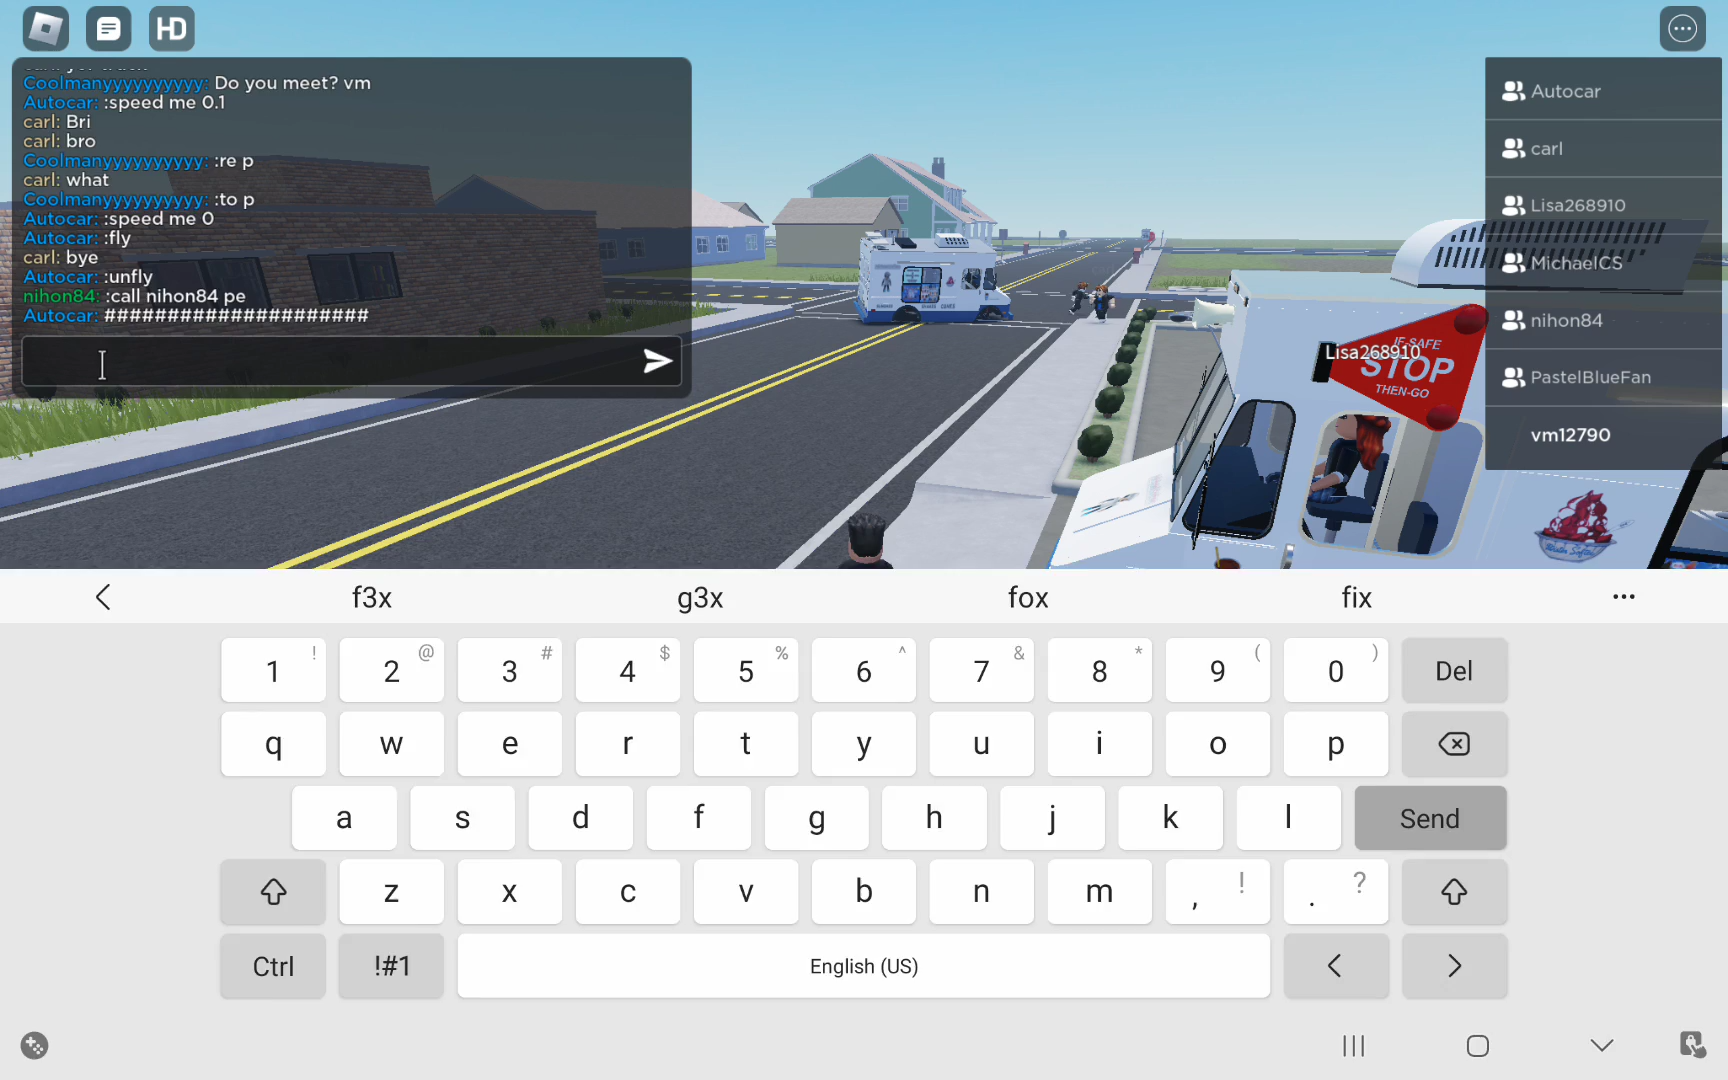 HD
Coolmanyyyyyyyyyy: Do you meet? vm
Autocar: :speed me 0.1
carl: Bri
carl: bro
Coolmanyyyyyyyyyy: :re p
carl: what
Coolmanyyyyyyyyyy: :to p
Autocar: :speed me 0
Autocar: :fly
carl: bye
Autocar: :unfly
nihon84: :call nihon84 pe
Autocar: #####################
Autocar
carl
Lisa268910
MichaelCS
nihon84
PastelBlueFan
vm12790
Lisa268910
IF SAFE
STOP
THEN-GO
f3x g3x fox fix ...
1 ! 2 @ 3 # 4 $ 5 % 6 ^ 7 & 8 * 9 ( 0 ) Del
q w e r t y u i o p
a s d f g h j k l Send
z x c v b n m , ! . ?
Ctrl !#1 English (US) < >